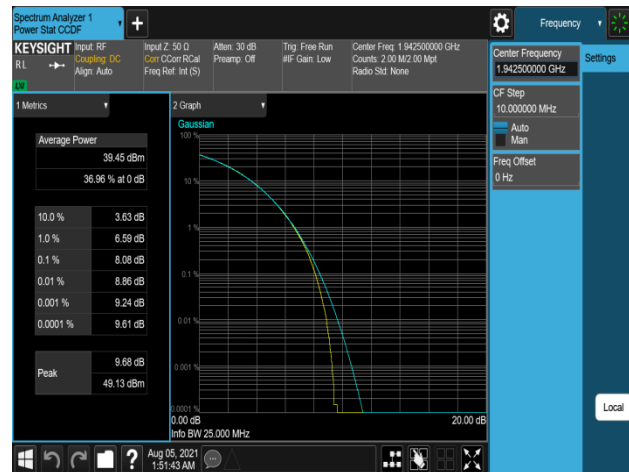 Spectrum Analyzer 1
Power Stat CCDF
Frequency
KEYSIGHT
R L
LXI
Input: RF
Coupling: DC
Align: Auto
Input Z: 50 Ω
Corr CCorr RCal
Freq Ref: Int (S)
Atten: 30 dB
Preamp: Off
Trig: Free Run
#IF Gain: Low
Center Freq: 1.942500000 GHz
Counts: 2.00 M/2.00 Mpt
Radio Std: None
Center Frequency
1.942500000 GHz
Settings
CF Step
10.000000 MHz
Auto
Man
Freq Offset
0 Hz
Local
1 Metrics
Average Power
39.45 dBm
36.96 % at 0 dB
10.0 % 3.63 dB
1.0 % 6.59 dB
0.1 % 8.08 dB
0.01 % 8.86 dB
0.001 % 9.24 dB
0.0001 % 9.61 dB
Peak 9.68 dB
49.13 dBm
2 Graph
Gaussian
100 %
10 %
1 %
0.1 %
0.01 %
0.001 %
0.0001 %
0.00 dB 20.00 dB
Info BW 25.000 MHz
?
Aug 05, 2021
1:51:43 AM